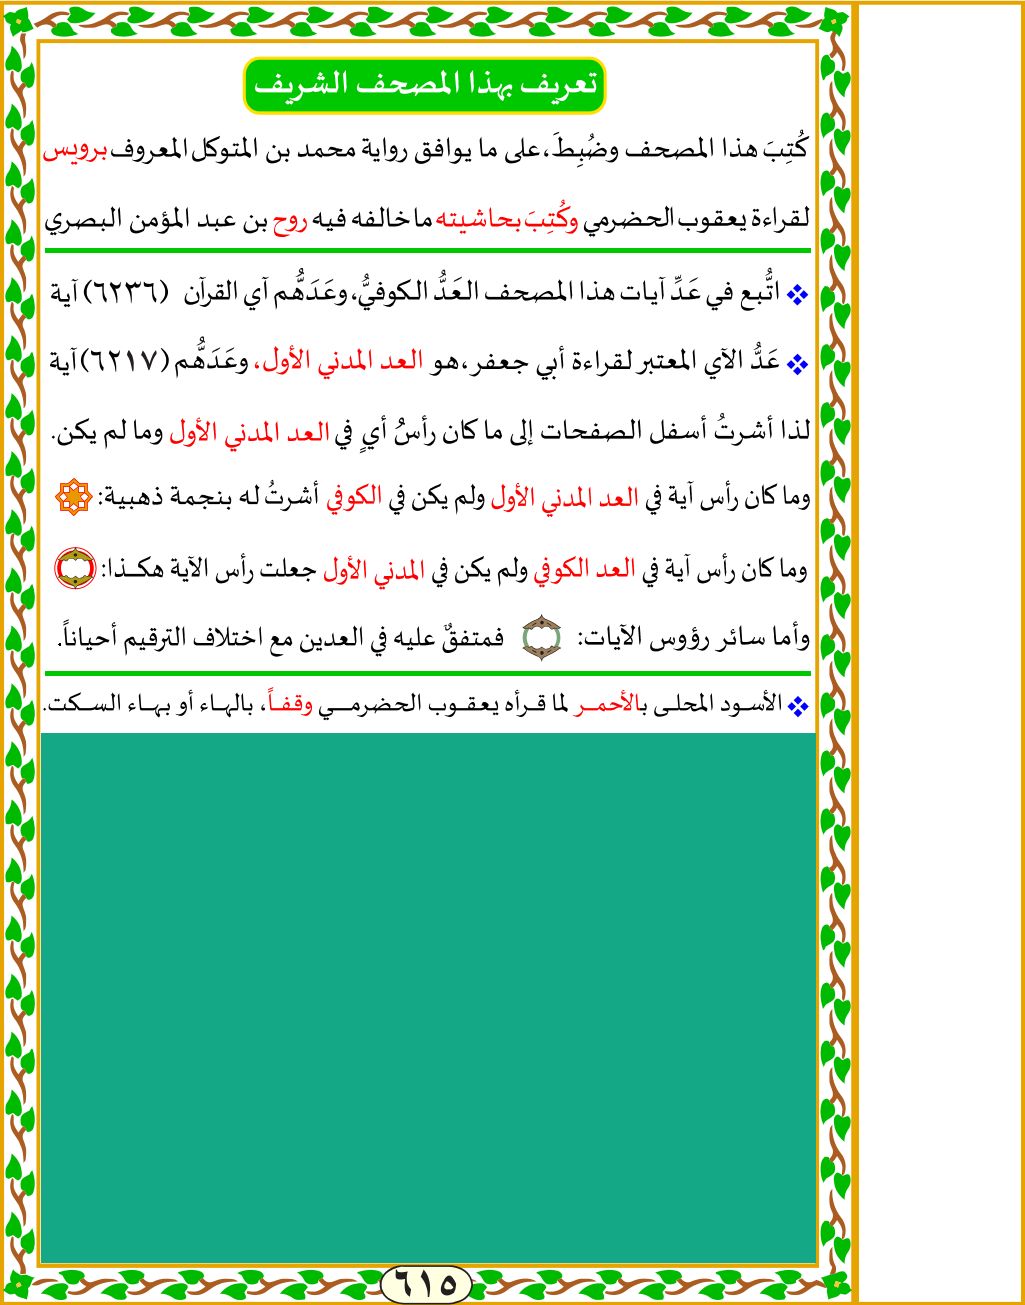 تعريف بهذا المصحف الشريف
كُتِبَ هذا المصحف وضُبِطَ، على ما يوافق رواية محمد بن المتوكل المعروف برويس
لقراءة يعقوب الحضرمي وكُتِبَ بحاشيته ما خالفه فيه روح بن عبد المؤمن البصري
اتُّبع في عَدِّ آيات هذا المصحف العَدُّ الكوفيُّ، وعَدَهُّم آي القرآن (٦٢٣٦) آية
عَدُّ الآي المعتبر لقراءة أبي جعفر، هو العد المدني الأول، وعَدَهُّم (٦٢١٧) آية
لذا أشرتُ أسفل الصفحات إلى ما كان رأسُ أيٍ في العد المدني الأول وما لم يكن.
وما كان رأس آية في العد المدني الأول ولم يكن في الكوفي أشرتُ له بنجمة ذهبية:
وما كان رأس آية في العد الكوفي ولم يكن في المدني الأول جعلت رأس الآية هكـذا:
وأما سائر رؤوس الآيات: فمتفقٌ عليه في العدين مع اختلاف الترقيم أحياناً.
الأسـود المحلـى بالأحمـر لما قـرأه يعقـوب الحضرمـي وقفـاً، بالهـاء أو بهـاء السـكت.
٦١٥